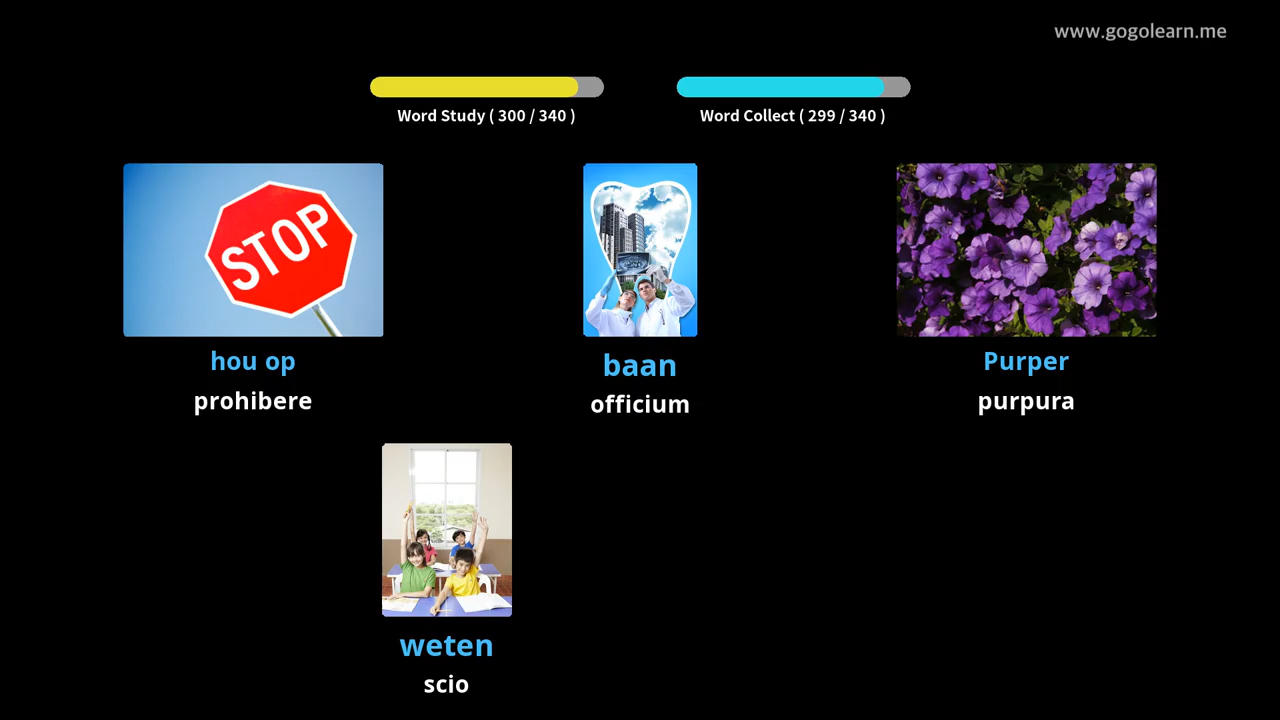 www.gogolearn.me
Word Study ( 300 / 340 )
Word Collect ( 299 / 340 )
STOP
hou op
prohibere
baan
officium
Purper
purpura
weten
scio